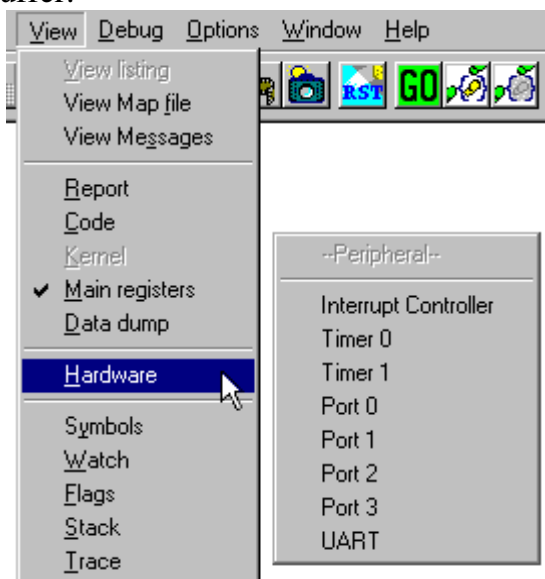 uffer.
View Debug Options Window Help
RST GO
View listing
View Map file
View Messages
Report
Code
Kernel
Main registers
Data dump
Hardware
Symbols
Watch
Flags
Stack
Trace
--Peripheral--
Interrupt Controller
Timer 0
Timer 1
Port 0
Port 1
Port 2
Port 3
UART